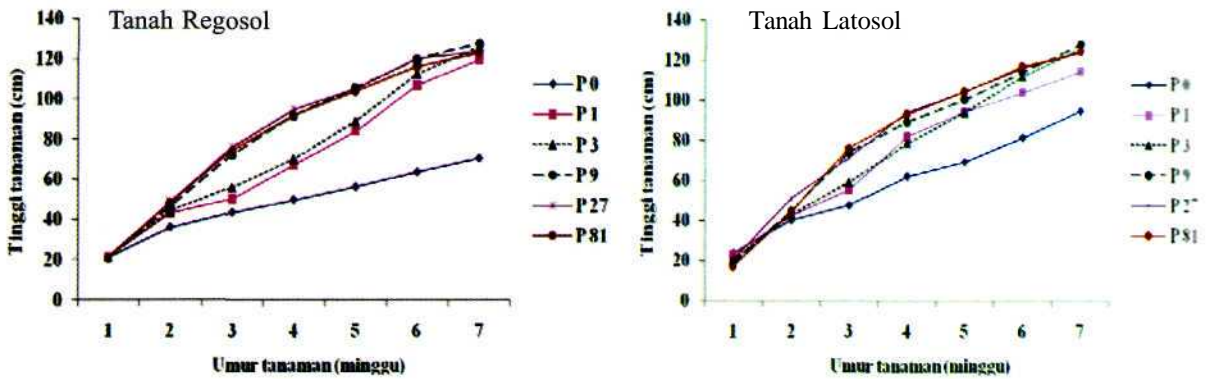 Tanah Regosol
Tinggi tanaman (cm)
140
120
100
80
60
40
20
0
1 2 3 4 5 6 7
Umur tanaman (minggu)
P0
P1
P3
P9
P27
P81
Tanah Latosol
Tinggi tanaman (cm)
140
120
100
80
60
40
20
0
1 2 3 4 5 6 7
Umur tanaman (minggu)
P0
P1
P3
P9
P81